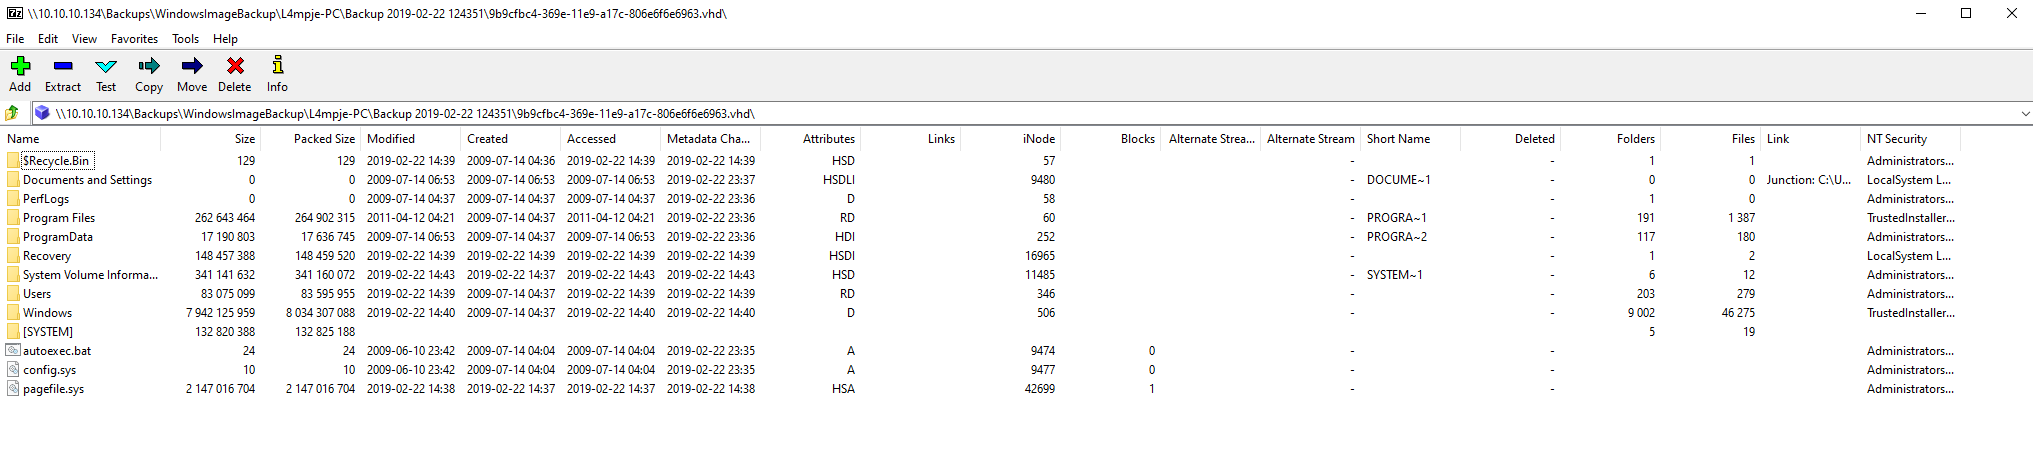 \\10.10.10.134\Backups\WindowsImageBackup\L4mpje-PC\Backup 2019-02-22 124351\9b9cfbc4-369e-11e9-a17c-806e6f6e6963.vhd\
File Edit View Favorites Tools Help
Add Extract Test Copy Move Delete Info
\\10.10.10.134\Backups\WindowsImageBackup\L4mpje-PC\Backup 2019-02-22 124351\9b9cfbc4-369e-11e9-a17c-806e6f6e6963.vhd\
Name Size Packed Size Modified Created Accessed Metadata Cha... Attributes Links iNode Blocks Alternate Strea... Alternate Stream Short Name Deleted Folders Files Link NT Security
$Recycle.Bin 129 129 2019-02-22 14:39 2009-07-14 04:36 2019-02-22 14:39 2019-02-22 14:39 HSD 57 - - 1 1 Administrators...
Documents and Settings 0 0 2009-07-14 06:53 2009-07-14 06:53 2009-07-14 06:53 2019-02-22 23:37 HSDLI 9480 - DOCUME~1 - 0 0 Junction: C:\U... LocalSystem L...
PerfLogs 0 0 2009-07-14 04:37 2009-07-14 04:37 2009-07-14 04:37 2019-02-22 23:36 D 58 - - 1 0 Administrators...
Program Files 262 643 464 264 902 315 2011-04-12 04:21 2009-07-14 04:37 2011-04-12 04:21 2019-02-22 23:36 RD 60 - PROGRA~1 - 191 1 387 TrustedInstaller...
ProgramData 17 190 803 17 636 745 2009-07-14 06:53 2009-07-14 04:37 2009-07-14 06:53 2019-02-22 23:36 HDI 252 - PROGRA~2 - 117 180 Administrators...
Recovery 148 457 388 148 459 520 2019-02-22 14:39 2019-02-22 14:39 2019-02-22 14:39 2019-02-22 14:39 HSDI 16965 - - 1 2 LocalSystem L...
System Volume Informa... 341 141 632 341 160 072 2019-02-22 14:43 2019-02-22 14:37 2019-02-22 14:43 2019-02-22 14:43 HSD 11485 - SYSTEM~1 - 6 12 Administrators...
Users 83 075 099 83 595 955 2019-02-22 14:39 2009-07-14 04:37 2019-02-22 14:39 2019-02-22 14:39 RD 346 - - 203 279 Administrators...
Windows 7 942 125 959 8 034 307 088 2019-02-22 14:40 2009-07-14 04:37 2019-02-22 14:40 2019-02-22 14:40 D 506 - - 9 002 46 275 TrustedInstaller...
[SYSTEM] 132 820 388 132 825 188 5 19
autoexec.bat 24 24 2009-06-10 23:42 2009-07-14 04:04 2009-07-14 04:04 2019-02-22 23:35 A 9474 0 - - Administrators...
config.sys 10 10 2009-06-10 23:42 2009-07-14 04:04 2009-07-14 04:04 2019-02-22 23:35 A 9477 0 - - Administrators...
pagefile.sys 2 147 016 704 2 147 016 704 2019-02-22 14:38 2019-02-22 14:37 2019-02-22 14:37 2019-02-22 14:38 HSA 42699 1 - - Administrators...